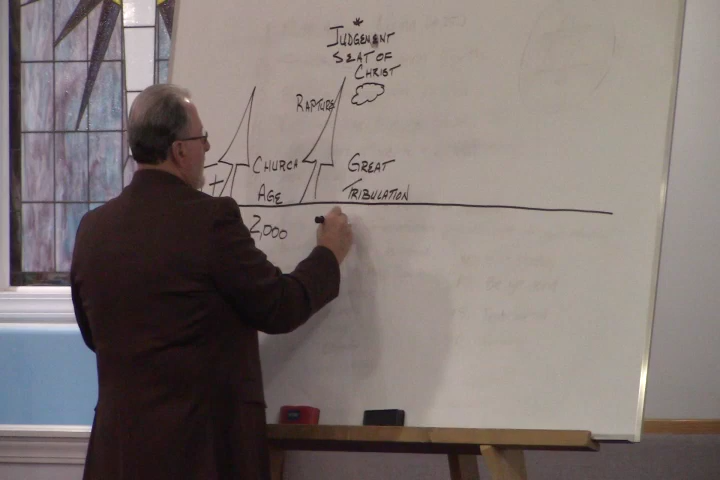 *
JUDGEMENT
SEAT OF
CHRIST
RAPTURE
CHURCH
AGE
GREAT
TRIBULATION
2,000